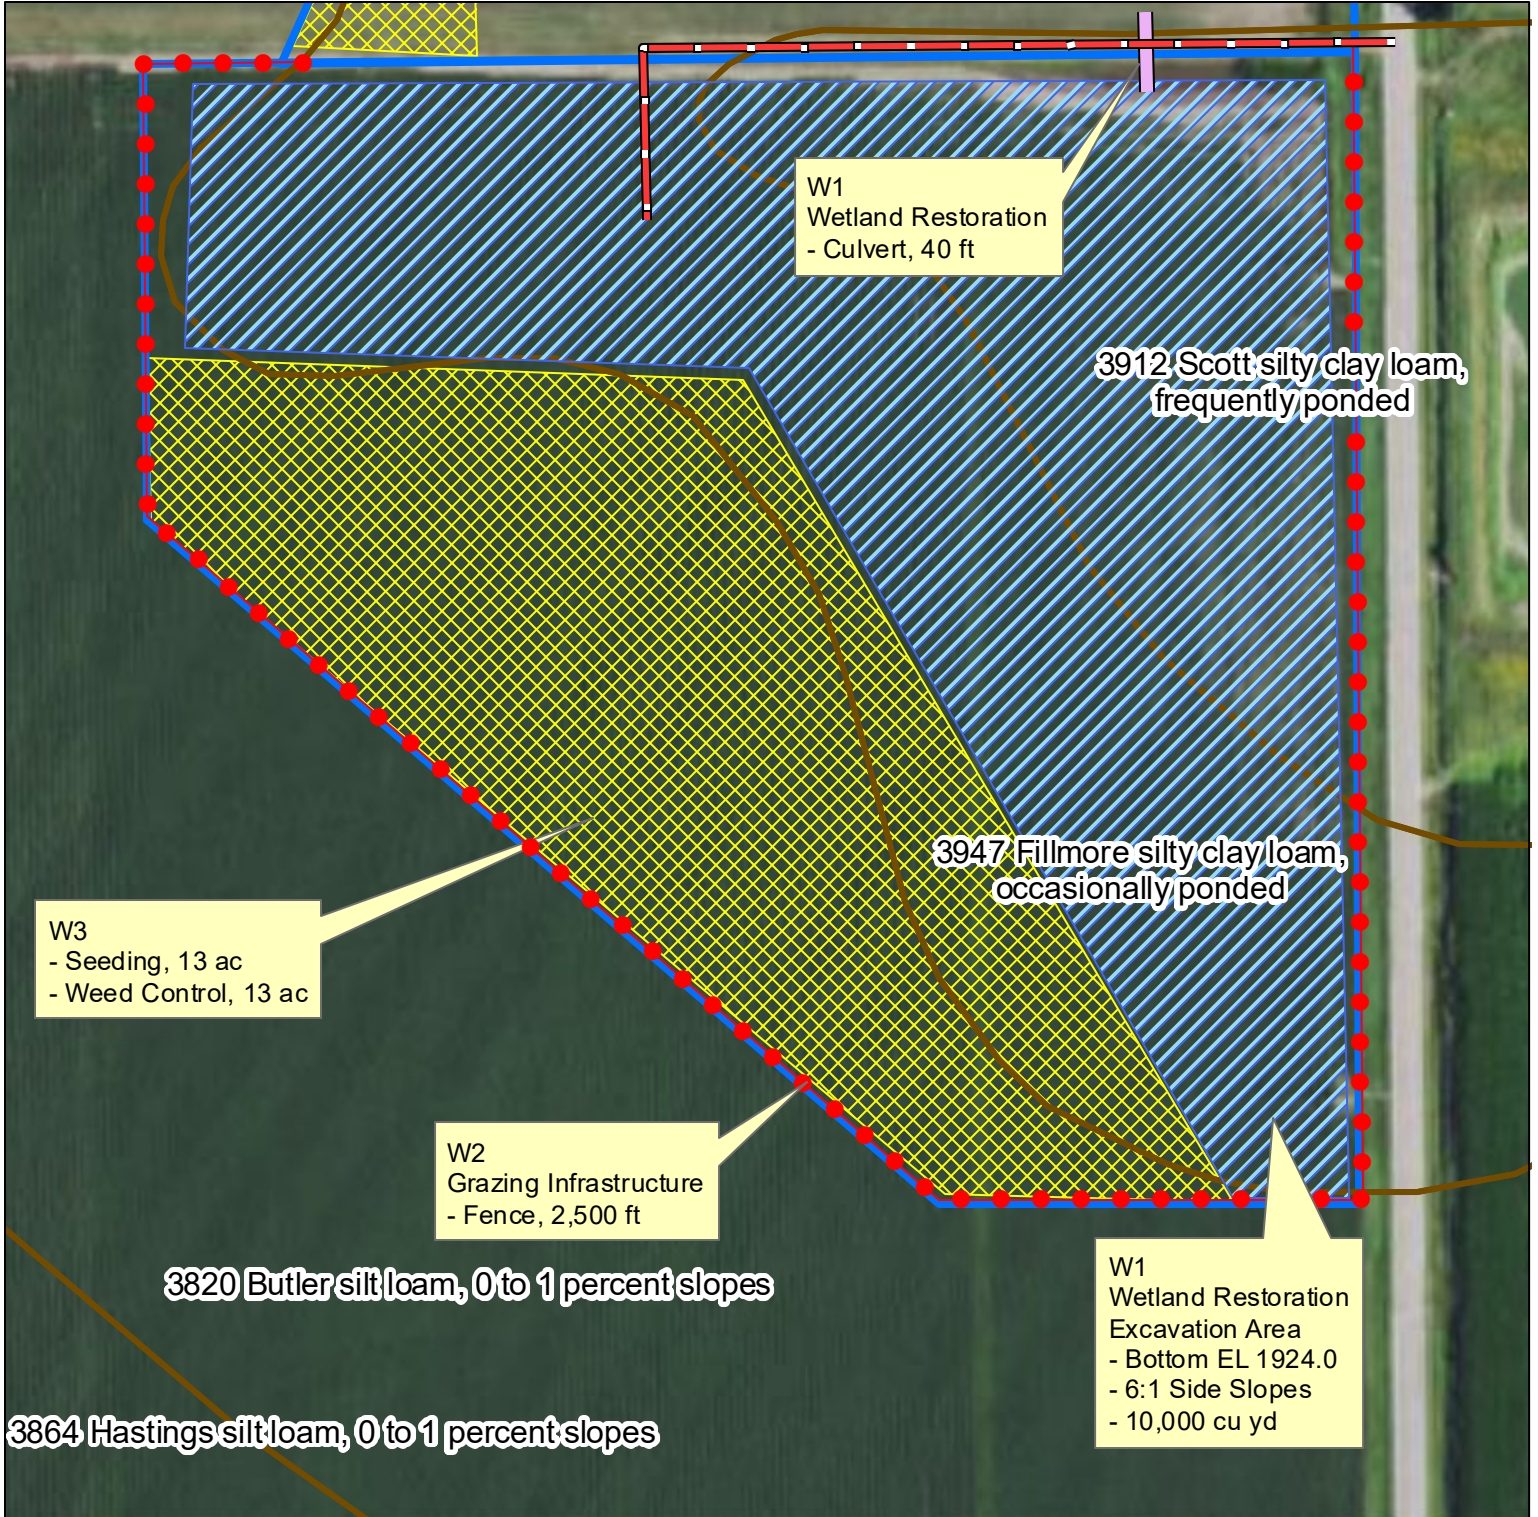 W1
Wetland Restoration
- Culvert, 40 ft
3912 Scott silty clay loam,
frequently ponded
3947 Fillmore silty clay loam,
occasionally ponded
W3
- Seeding, 13 ac
- Weed Control, 13 ac
W2
Grazing Infrastructure
- Fence, 2,500 ft
3820 Butler silt loam, 0 to 1 percent slopes
W1
Wetland Restoration
Excavation Area
- Bottom EL 1924.0
- 6:1 Side Slopes
- 10,000 cu yd
3864 Hastings silt loam, 0 to 1 percent slopes